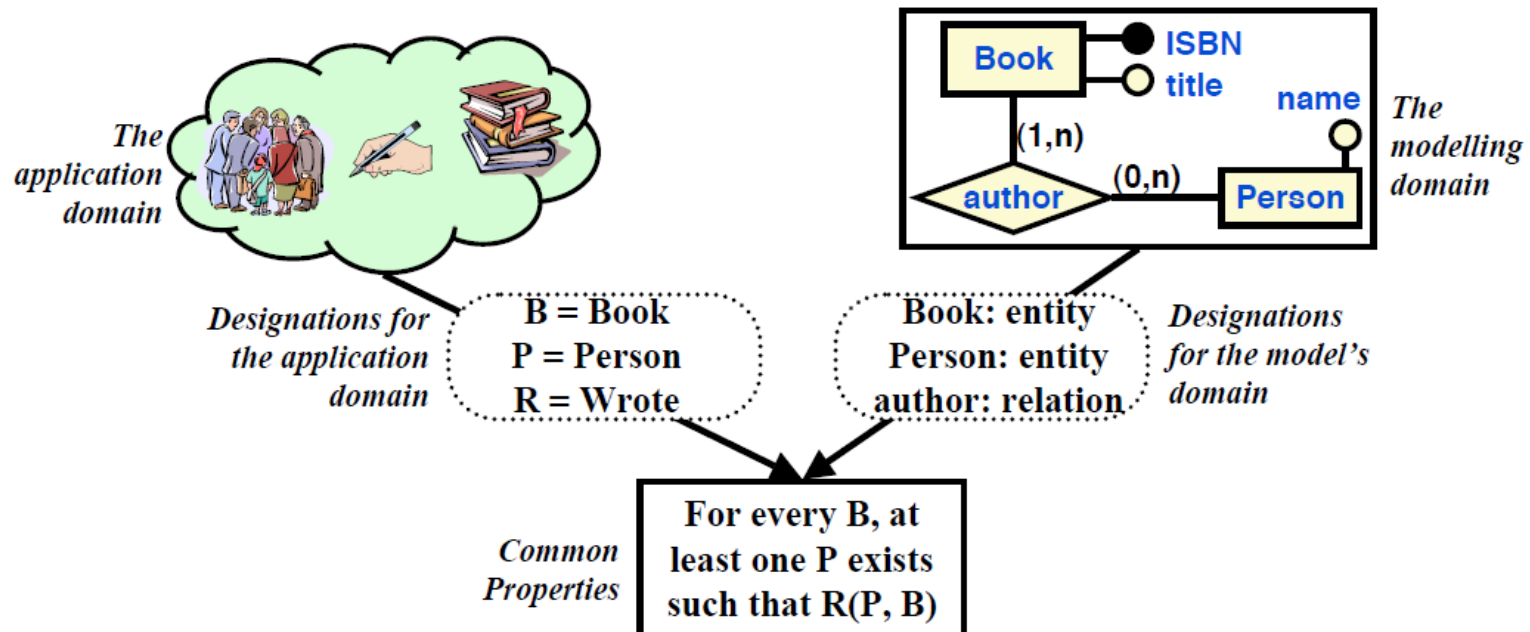 The
application
domain
Book
ISBN
title
name
(1,n)
(0,n)
author
Person
The
modelling
domain
Designations for
the application
domain
B = Book
P = Person
R = Wrote
Book: entity
Person: entity
author: relation
Designations
for the model's
domain
Common
Properties
For every B, at
least one P exists
such that R(P, B)